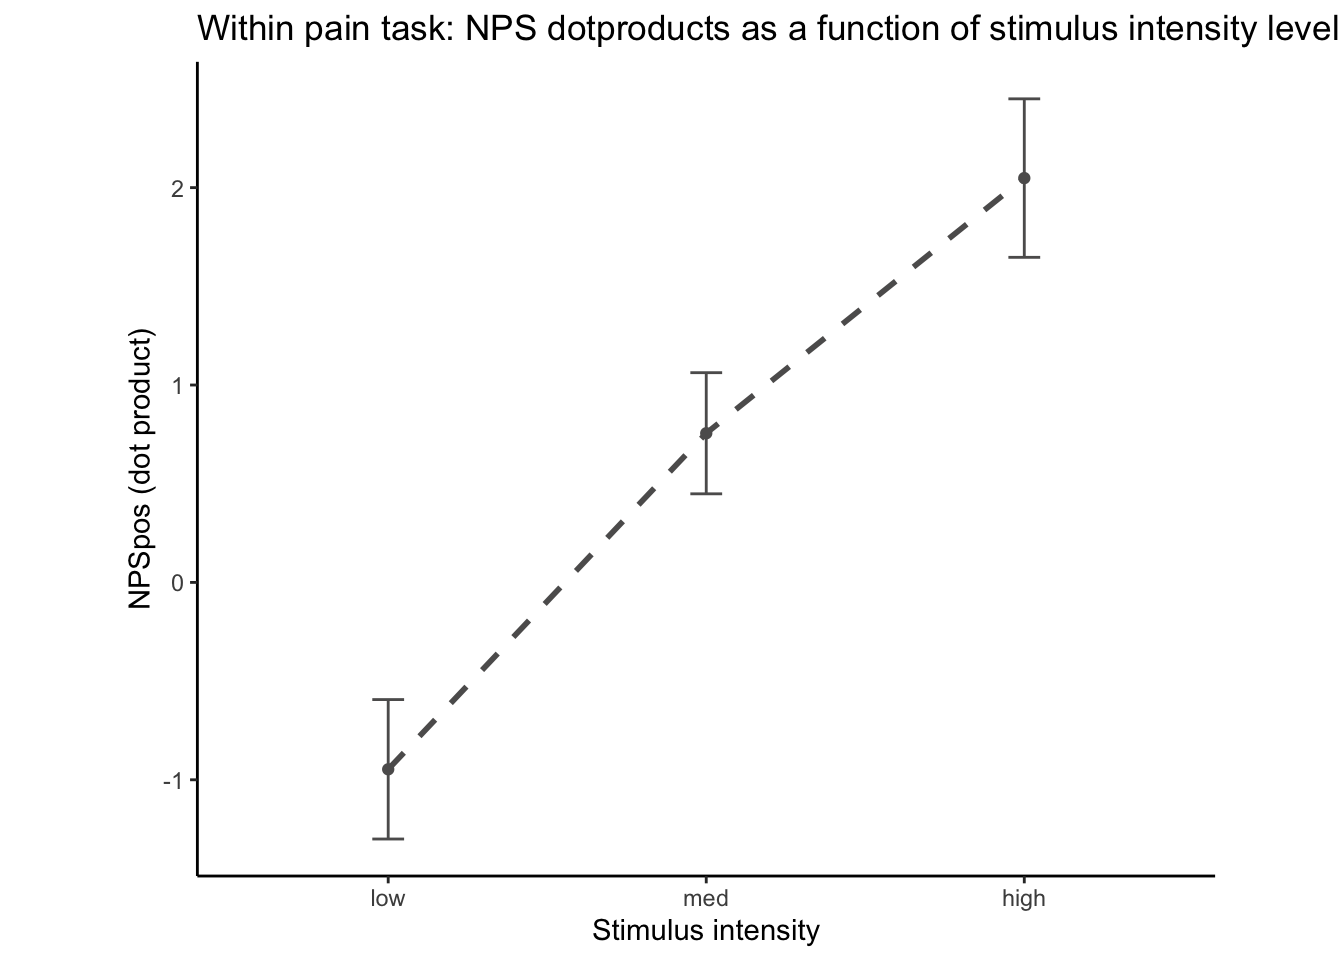 Within pain task: NPS dotproducts as a function of stimulus intensity level
NPSpos (dot product)
2
1
0
-1
low med high
Stimulus intensity